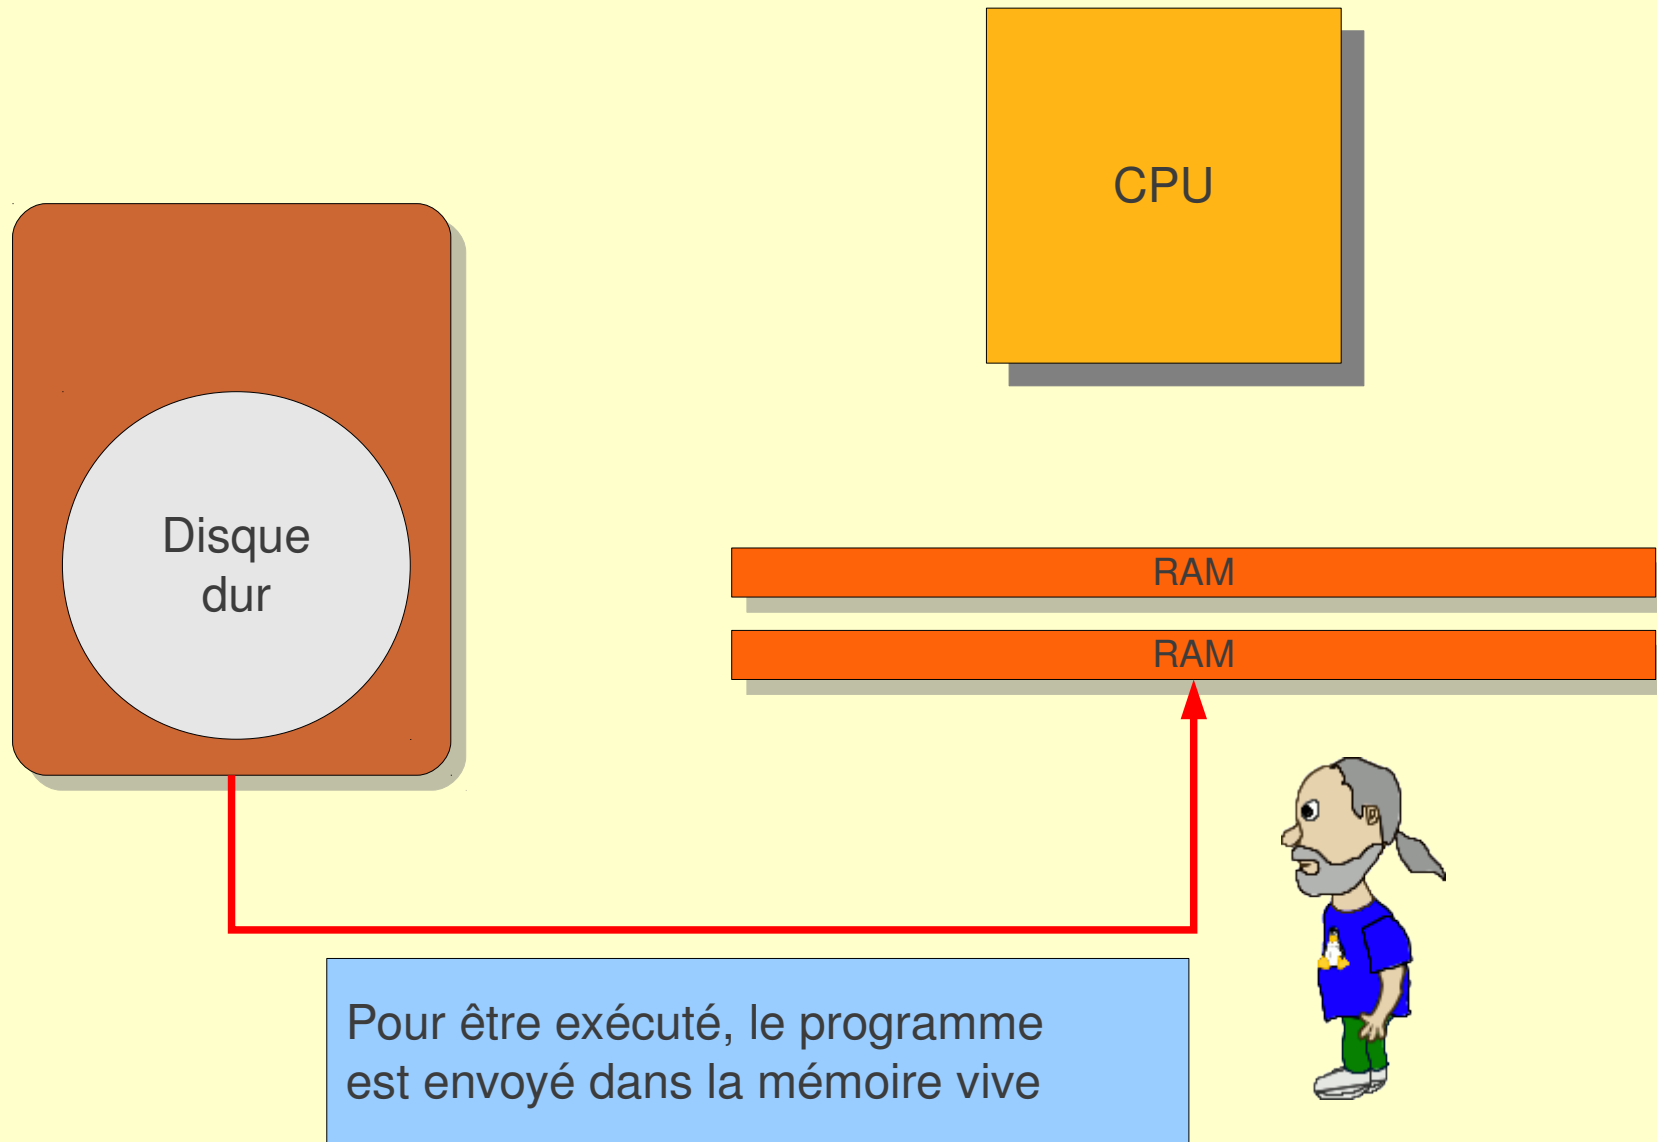 CPU
Disque
dur
RAM
RAM
Pour être exécuté, le programme
est envoyé dans la mémoire vive